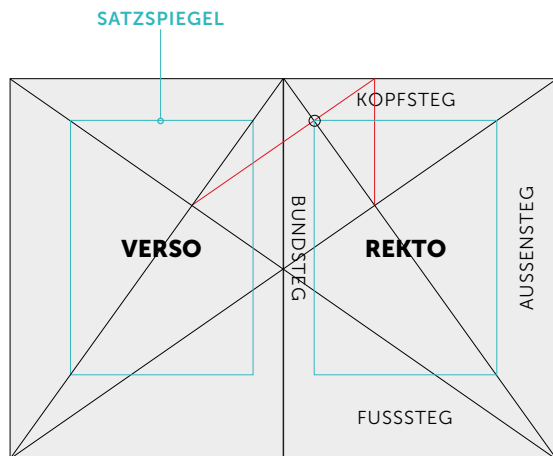 SATZSPIEGEL
KOPFSTEG
BUNDSTEG
AUSSENSTEG
VERSO
REKTO
FUSSSTEG